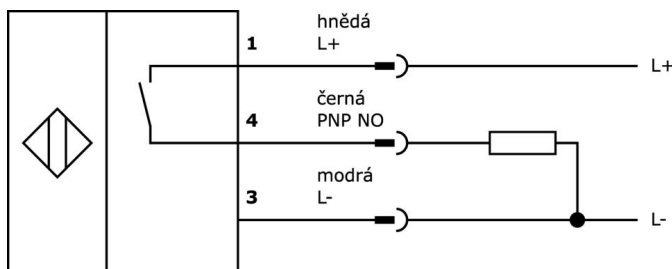 hnědá
1 L+
L+
černá
4 PNP NO
modrá
3 L-
L-